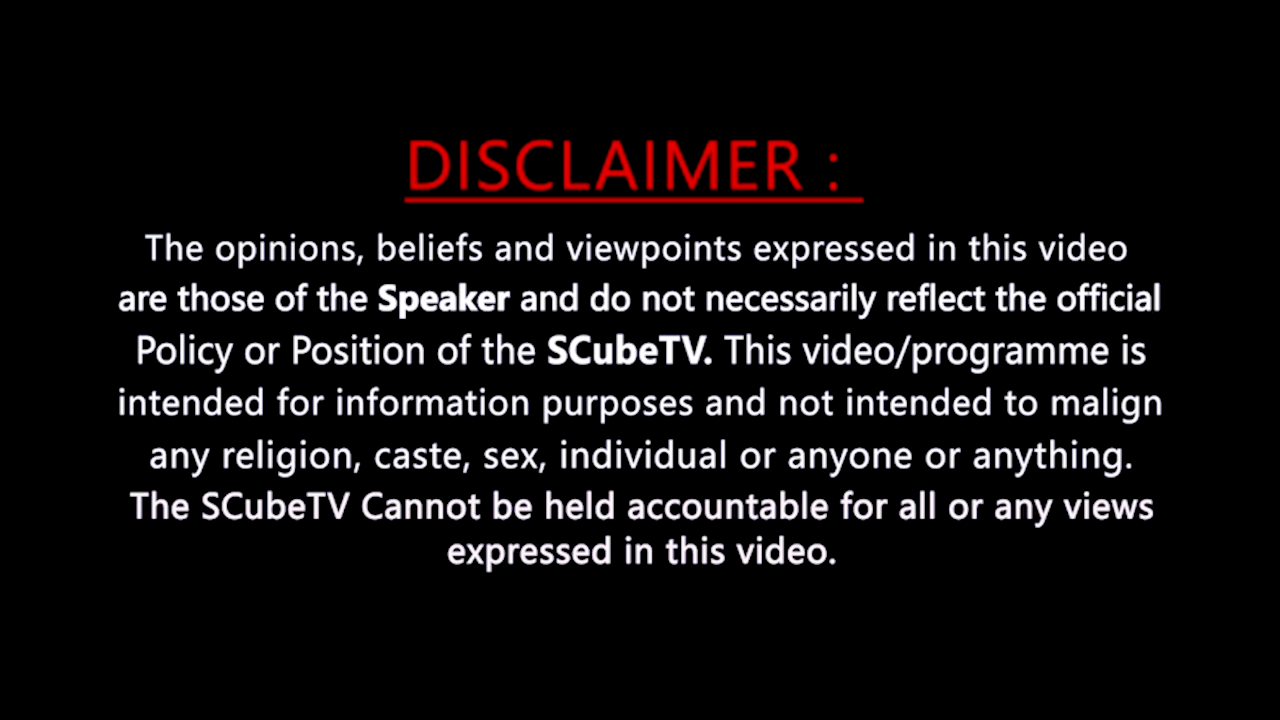 DISCLAIMER :
The opinions, beliefs and viewpoints expressed in this video
are those of the Speaker and do not necessarily reflect the official
Policy or Position of the SCubeTV. This video/programme is
intended for information purposes and not intended to malign
any religion, caste, sex, individual or anyone or anything.
The SCubeTV Cannot be held accountable for all or any views
expressed in this video.